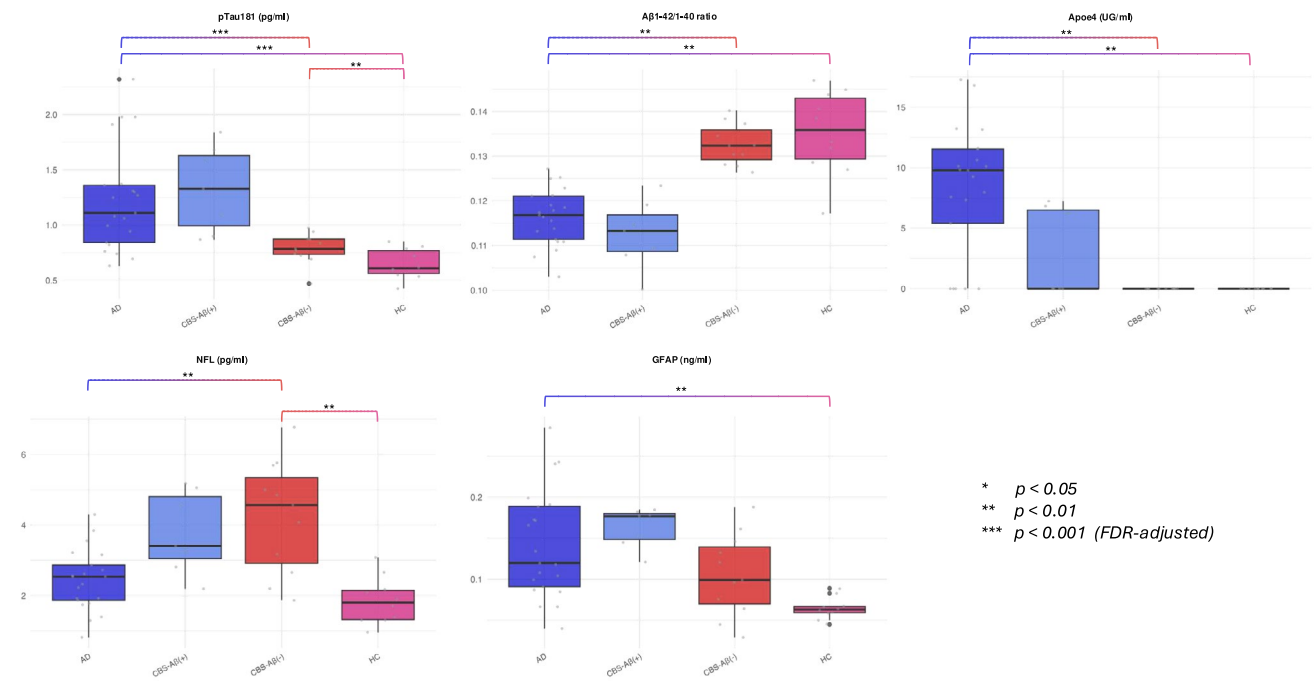 pTau181 (pg/ml)
***
***
**
2.0
1.5
1.0
0.5
AD
CBS-Aβ(+)
CBS-Aβ(-)
HC
Aβ1-42/1-40 ratio
**
**
0.14
0.13
0.12
0.11
0.10
AD
CBS-Aβ(+)
CBS-Aβ(-)
HC
Apoe4 (UG/ml)
**
**
15
10
5
0
AD
CBS-Aβ(+)
CBS-Aβ(-)
HC
NFL (pg/ml)
**
**
6
4
2
AD
CBS-Aβ(+)
CBS-Aβ(-)
HC
GFAP (ng/ml)
**
0.2
0.1
AD
CBS-Aβ(+)
CBS-Aβ(-)
HC
* p < 0.05
** p < 0.01
*** p < 0.001 (FDR-adjusted)